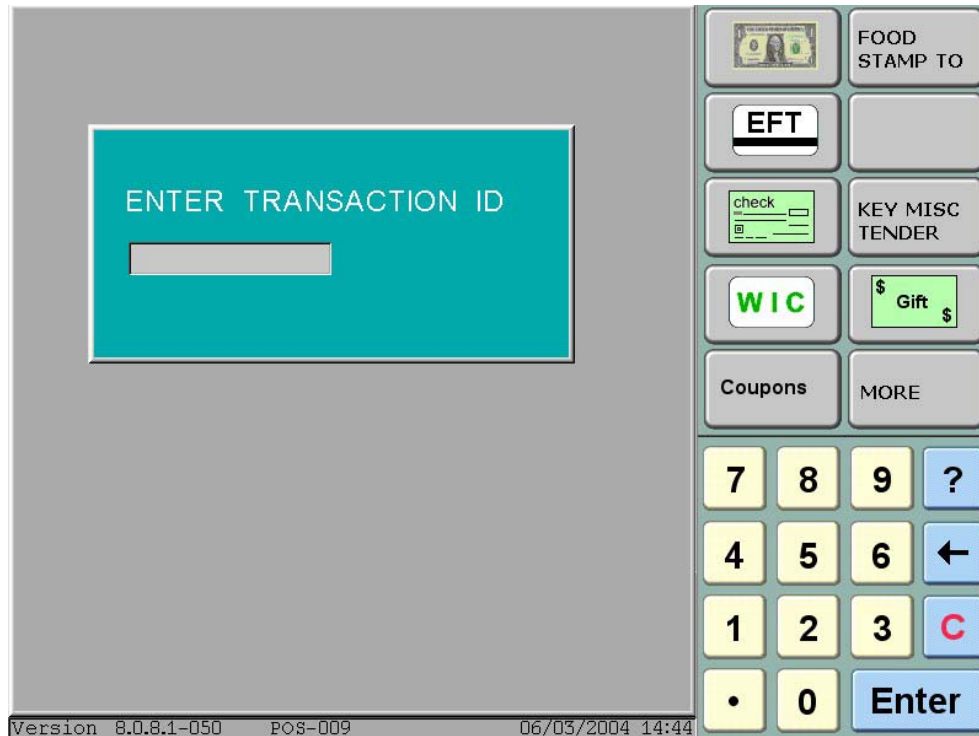 ENTER TRANSACTION ID
FOOD
STAMP TO
EFT
check
KEY MISC
TENDER
WIC
$ Gift $
Coupons
MORE
7 8 9 ?
4 5 6 ←
1 2 3 C
• 0 Enter
Version 8.0.8.1-050 POS-009 06/03/2004 14:44